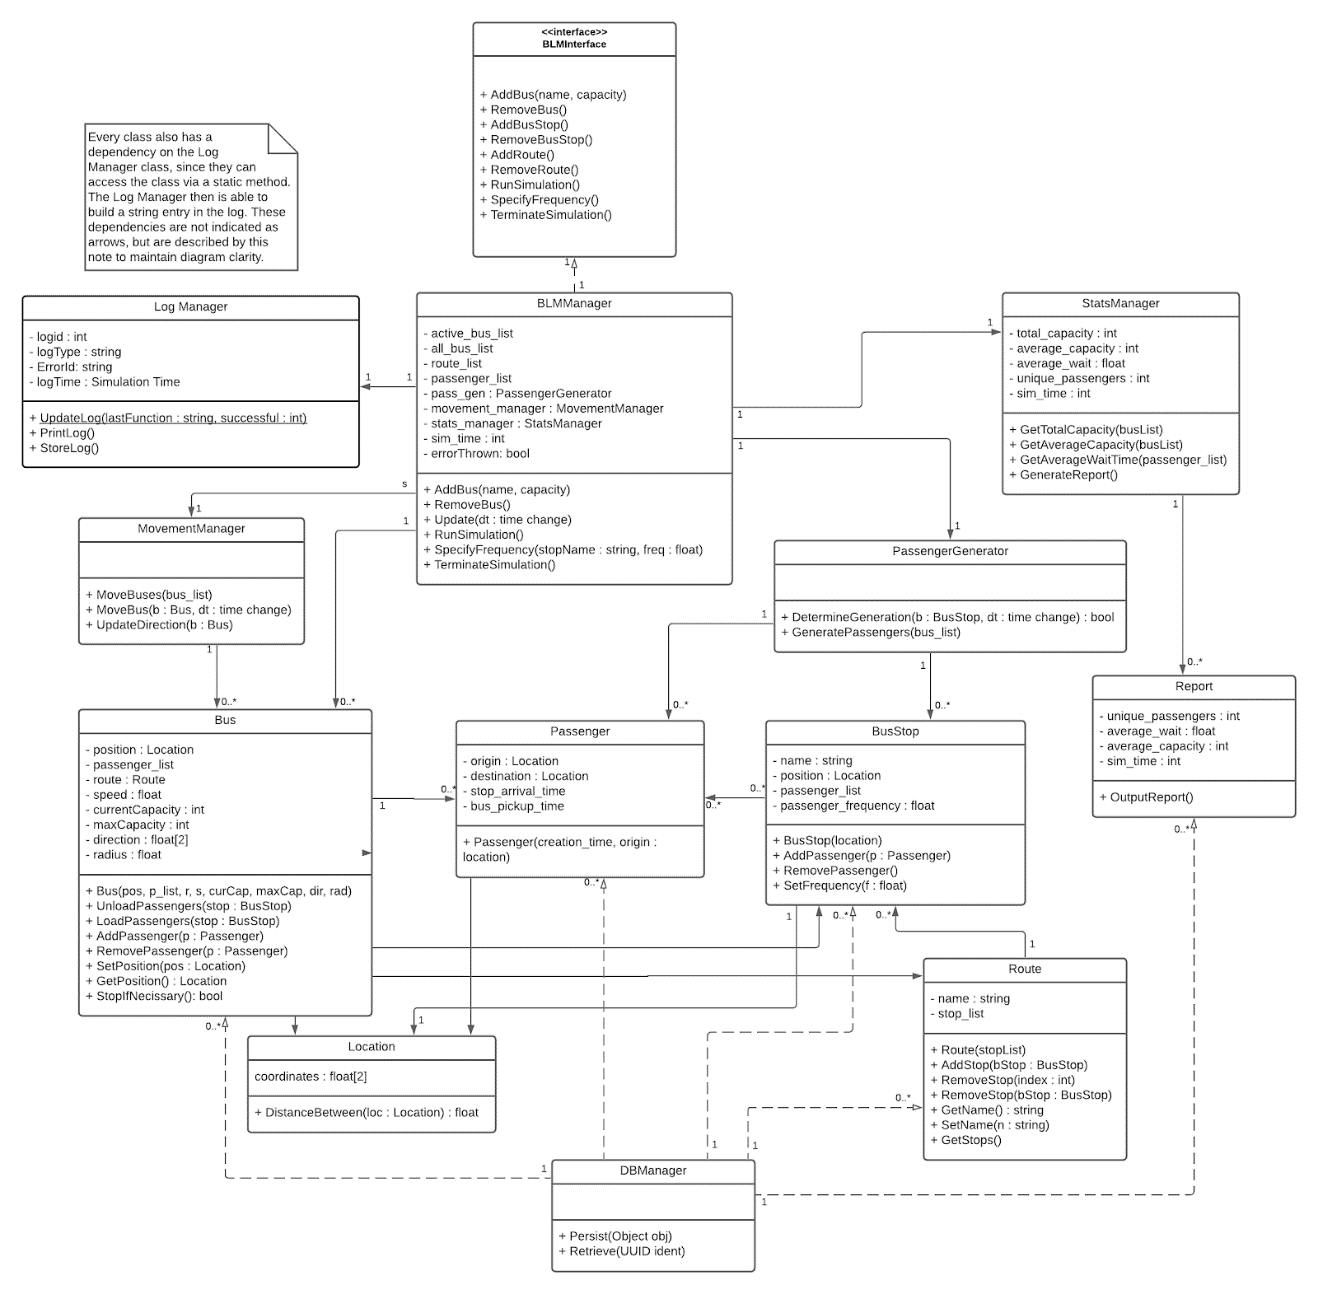 <<interface>>
BLMInterface
+ AddBus(name, capacity)
+ RemoveBus()
+ AddBusStop()
+ RemoveBusStop()
+ AddRoute()
+ RemoveRoute()
+ RunSimulation()
+ SpecifyFrequency()
+ TerminateSimulation()
1
1
Every class also has a
dependency on the Log
Manager class, since they can
access the class via a static method.
The Log Manager then is able to
build a string entry in the log. These
dependencies are not indicated as
arrows, but are described by this
note to maintain diagram clarity.
Log Manager
- logid : int
- logType : string
- ErrorId: string
- logTime : Simulation Time
+ UpdateLog(lastFunction : string, successful : int)
+ PrintLog()
+ StoreLog()
1
1
BLMManager
- active_bus_list
- all_bus_list
- route_list
- passenger_list
- pass_gen : PassengerGenerator
- movement_manager : MovementManager
- stats_manager : StatsManager
- sim_time : int
- errorThrown: bool
+ AddBus(name, capacity)
+ RemoveBus()
+ Update(dt : time change)
+ RunSimulation()
+ SpecifyFrequency(stopName : string, freq : float)
+ TerminateSimulation()
1
1
1
1
StatsManager
- total_capacity : int
- average_capacity : int
- average_wait : float
- unique_passengers : int
- sim_time : int
+ GetTotalCapacity(busList)
+ GetAverageCapacity(busList)
+ GetAverageWaitTime(passenger_list)
+ GenerateReport()
1
0..*
s
1
1
0..*
MovementManager
+ MoveBuses(bus_list)
+ MoveBus(b : Bus, dt : time change)
+ UpdateDirection(b : Bus)
1
0..*
PassengerGenerator
+ DetermineGeneration(b : BusStop, dt : time change) : bool
+ GeneratePassengers(bus_list)
1
0..*
1
0..*
Report
- unique_passengers : int
- average_wait : float
- average_capacity : int
- sim_time : int
+ OutputReport()
0..*
Bus
- position : Location
- passenger_list
- route : Route
- speed : float
- currentCapacity : int
- maxCapacity : int
- direction : float[2]
- radius : float
+ Bus(pos, p_list, r, s, curCap, maxCap, dir, rad)
+ UnloadPassengers(stop : BusStop)
+ LoadPassengers(stop : BusStop)
+ AddPassenger(p : Passenger)
+ RemovePassenger(p : Passenger)
+ SetPosition(pos : Location)
+ GetPosition() : Location
+ StopIfNecissary(): bool
1
0..*
0..*
Passenger
- origin : Location
- destination : Location
- stop_arrival_time
- bus_pickup_time
+ Passenger(creation_time, origin :
location)
0..*
0..*
0..*
BusStop
- name : string
- position : Location
- passenger_list
- passenger_frequency : float
+ BusStop(location)
+ AddPassenger(p : Passenger)
+ RemovePassenger()
+ SetFrequency(f : float)
1
0..*
0..*
1
1
Route
- name : string
- stop_list
+ Route(stopList)
+ AddStop(bStop : BusStop)
+ RemoveStop(index : int)
+ RemoveStop(bStop : BusStop)
+ GetName() : string
+ SetName(n : string)
+ GetStops()
0..*
Location
coordinates : float[2]
+ DistanceBetween(loc : Location) : float
1
1
1
1
DBManager
+ Persist(Object obj)
+ Retrieve(UUID ident)